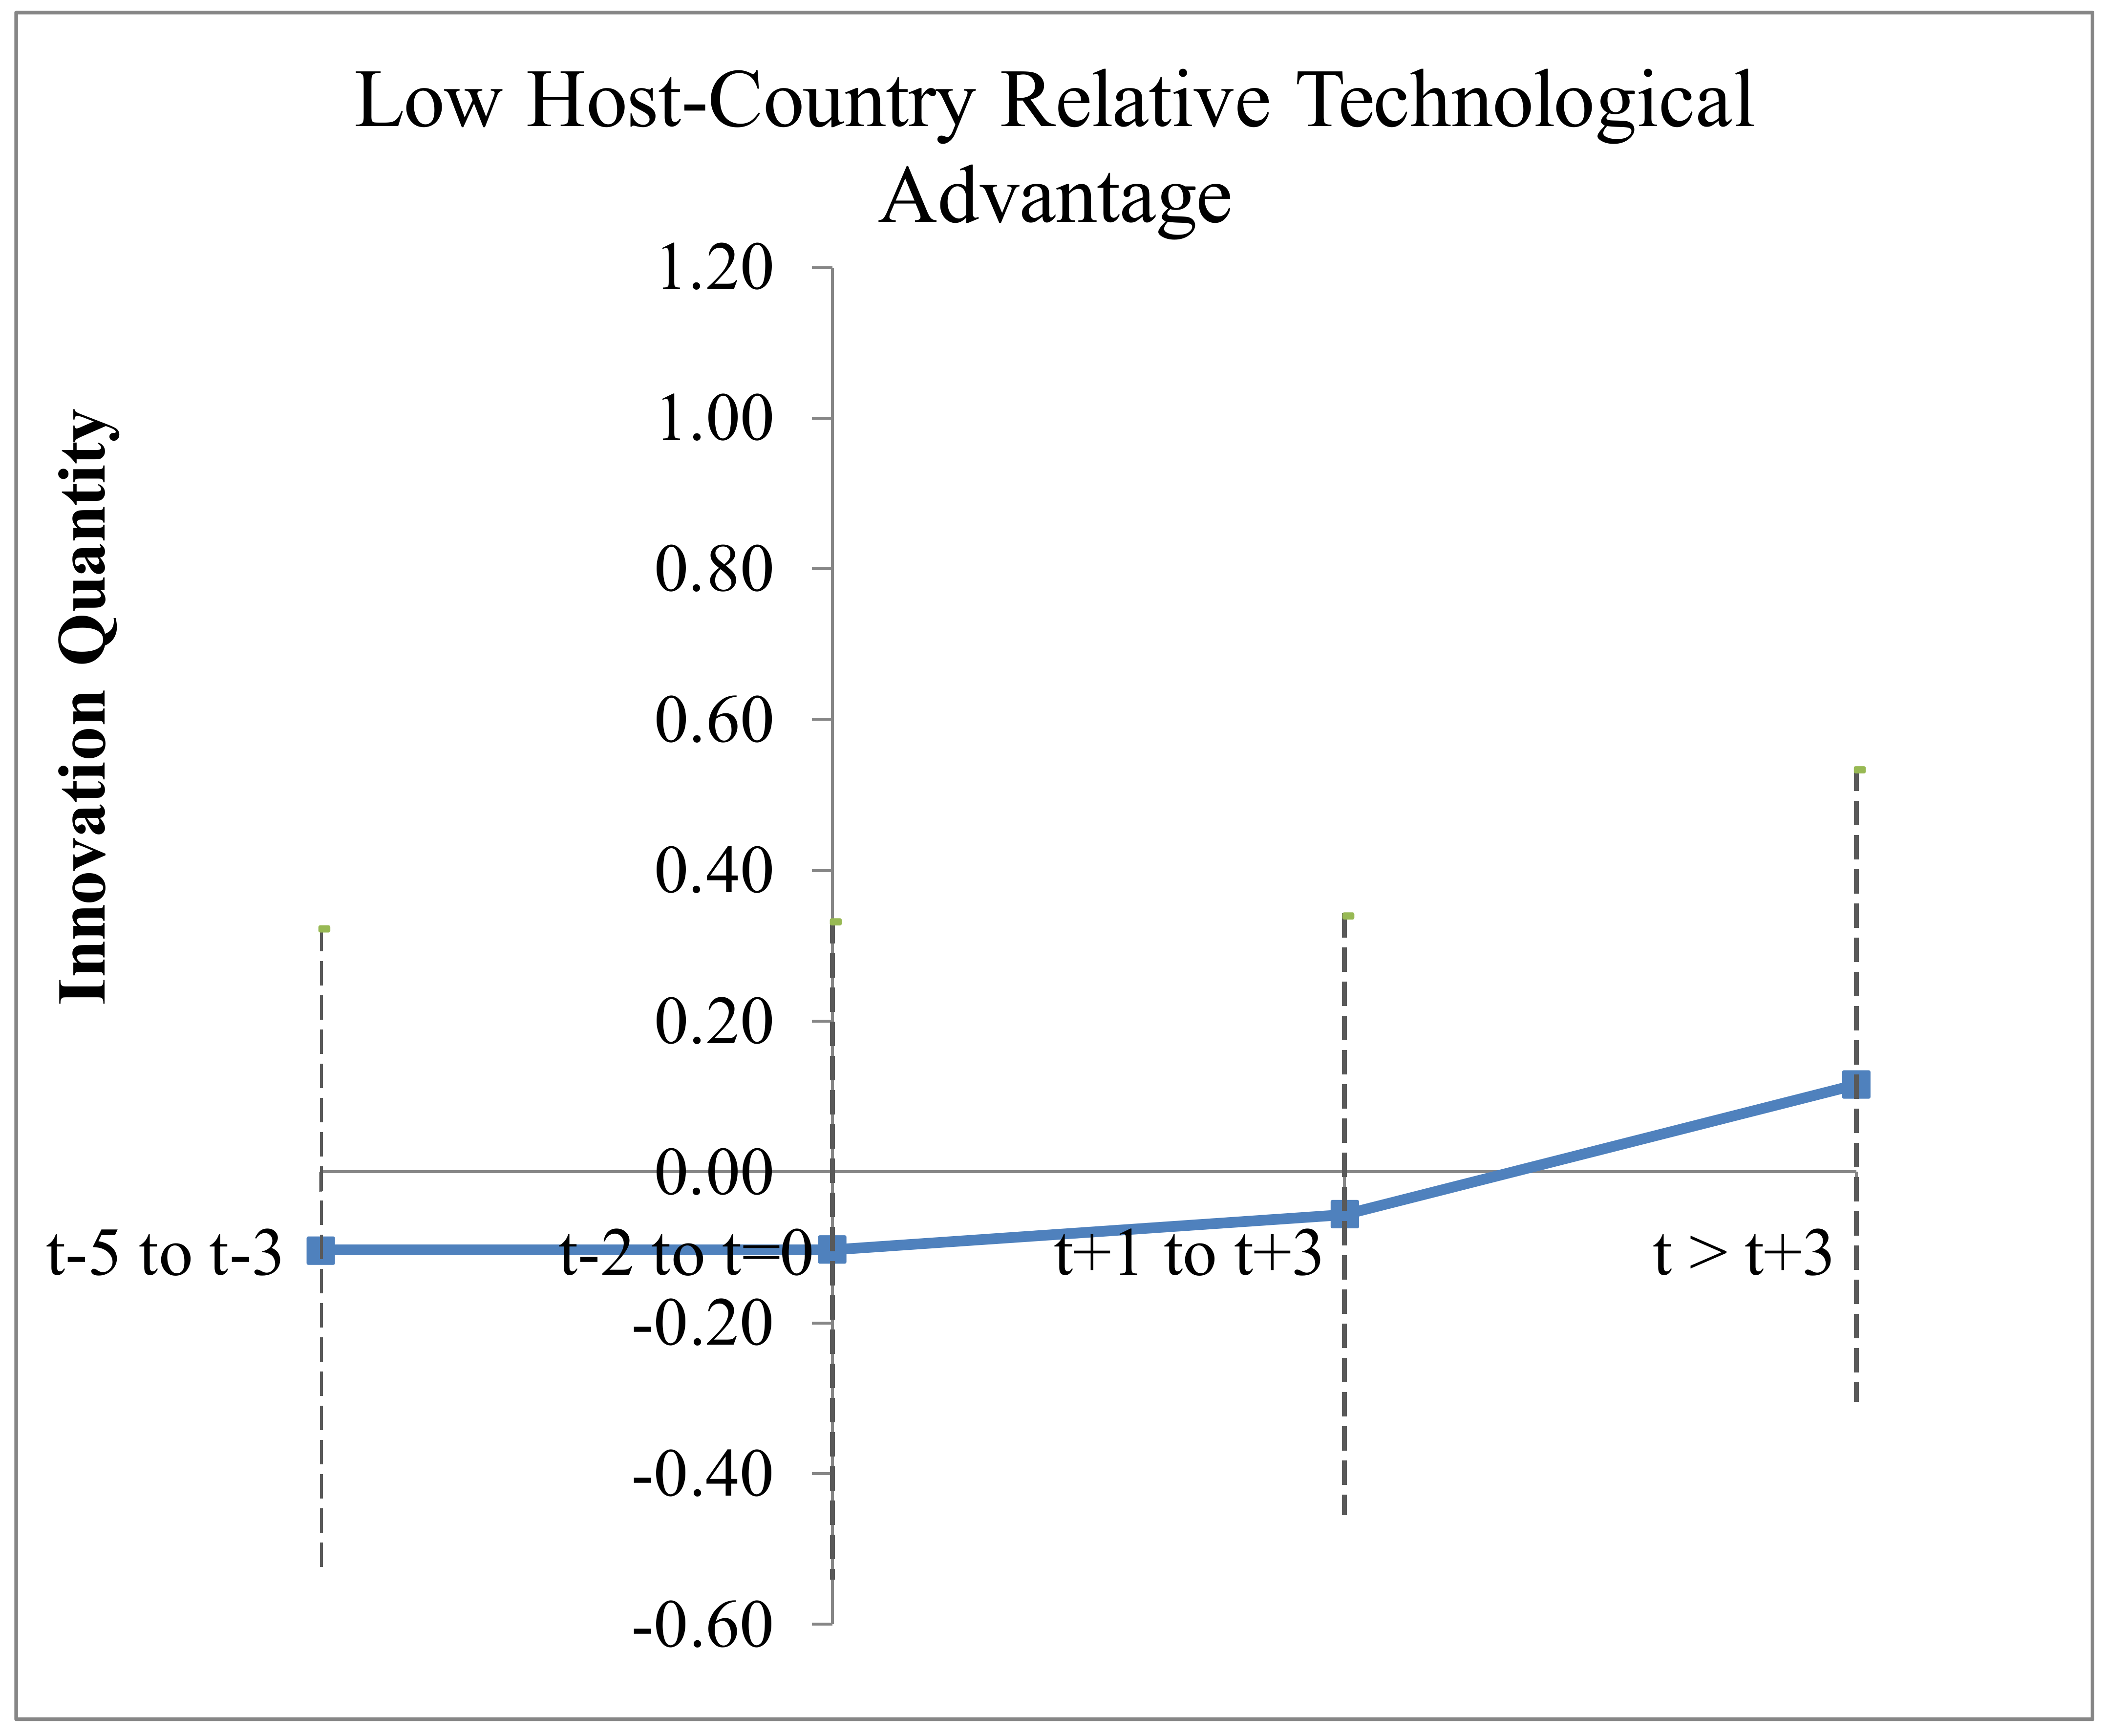 Low Host-Country Relative Technological
Advantage
Innovation Quantity
1.20
1.00
0.80
0.60
0.40
0.20
0.00
t-5 to t-3
t-2 to t=0
t+1 to t+3
t > t+3
-0.20
-0.40
-0.60